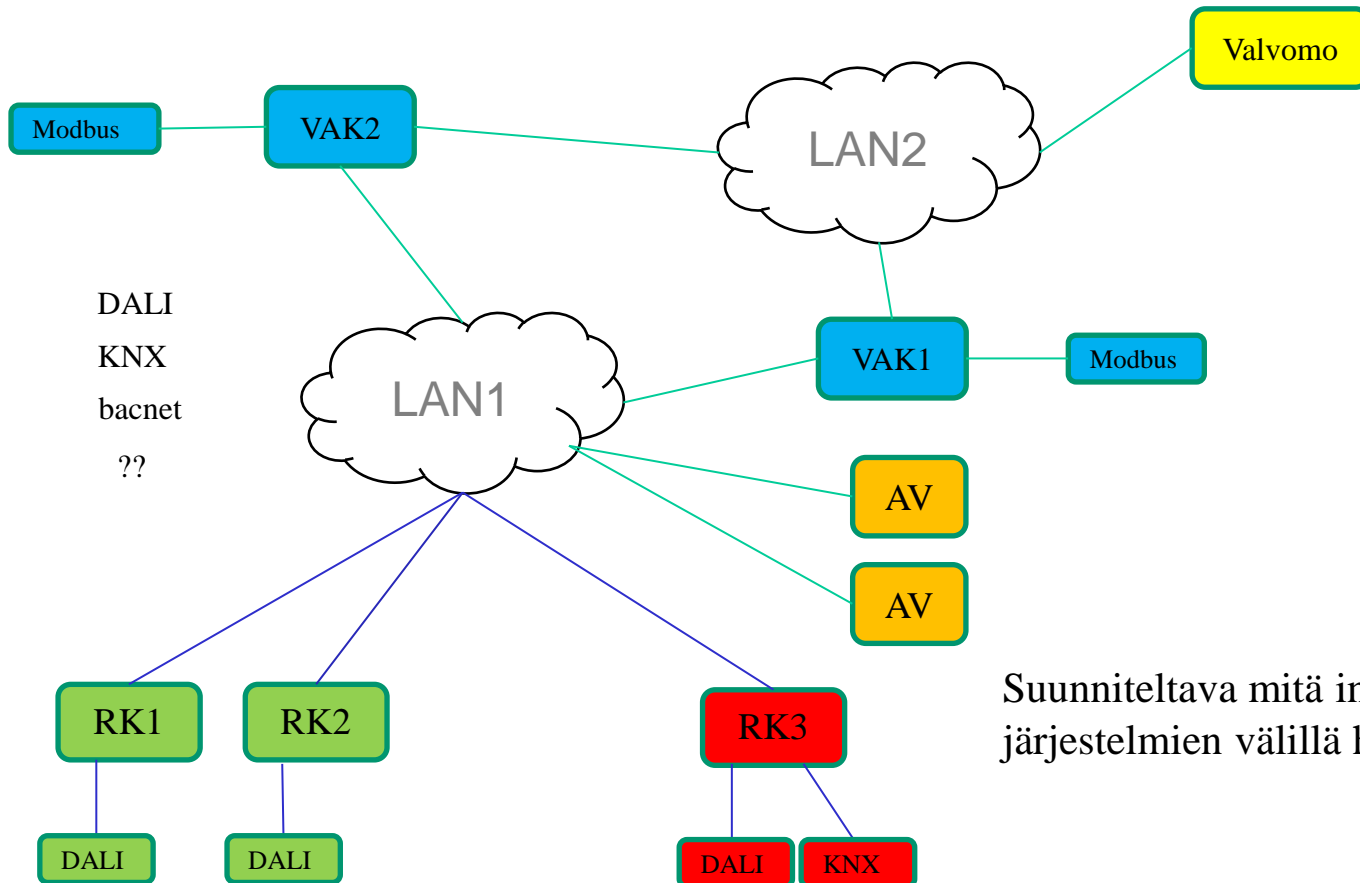 Valvomo
Modbus
VAK2
LAN2
DALI
KNX
bacnet
??
LAN1
VAK1
Modbus
AV
AV
RK1
RK2
RK3
Suunniteltava mitä
järjestelmien välillä
DALI
DALI
DALI
KNX